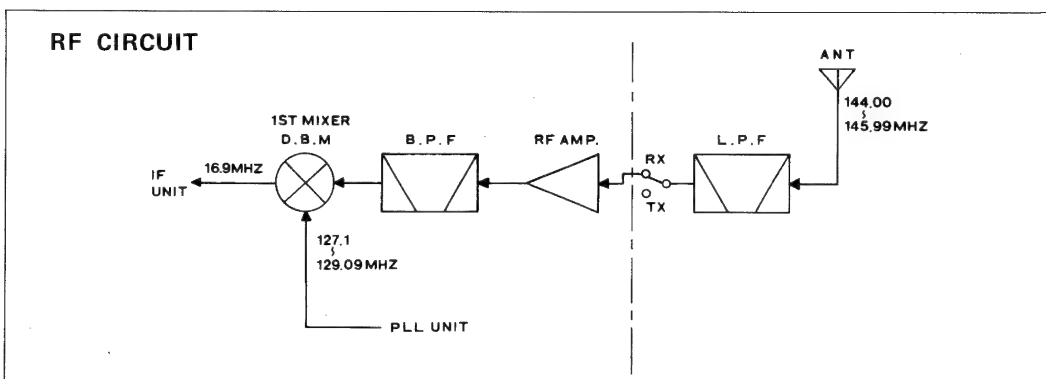 RF CIRCUIT
ANT
144.00
~
145.99MHZ
1ST MIXER
D.B.M
B.P.F
RF AMP.
RX
TX
L.P.F
16.9MHZ
IF
UNIT
127.1
~
129.09MHZ
PLL UNIT